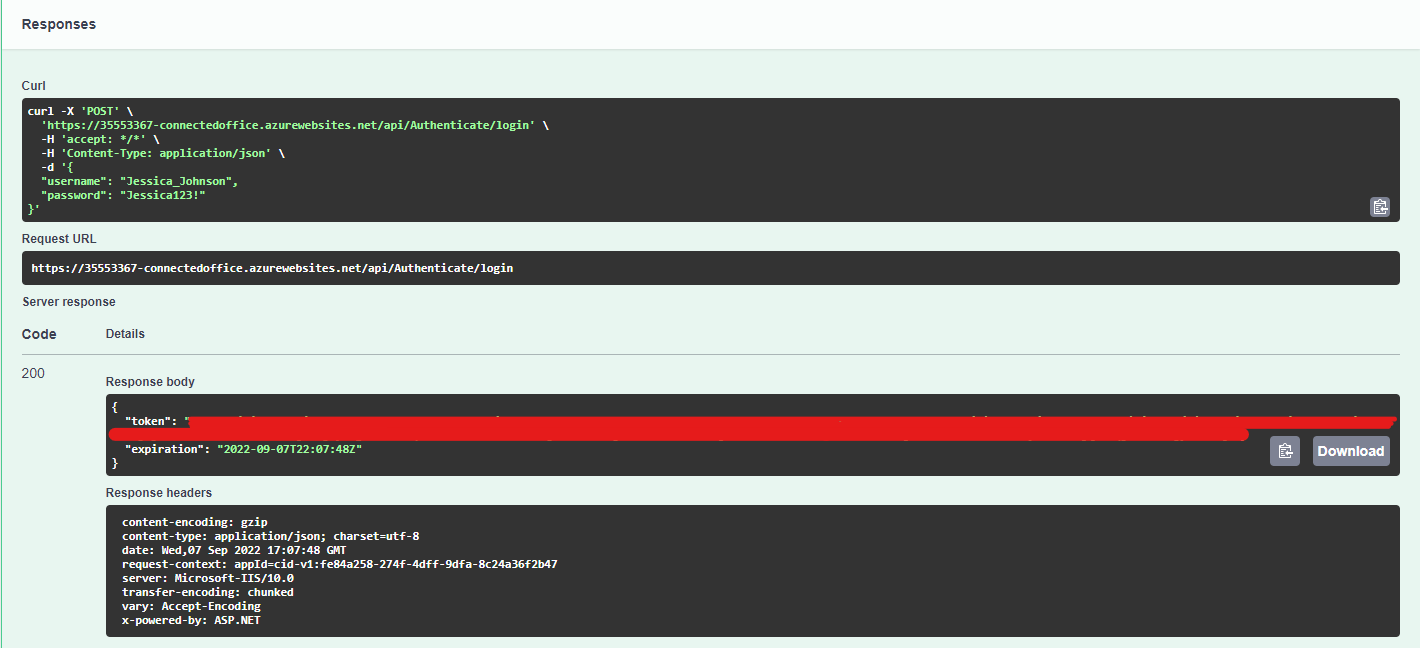 Responses
Curl
curl -X 'POST' \
'https://35553367-connectedoffice.azurewebsites.net/api/Authenticate/login' \
-H 'accept: */*' \
-H 'Content-Type: application/json' \
-d '{
"username": "Jessica_Johnson",
"password": "Jessica123!"
}'
Request URL
https://35553367-connectedoffice.azurewebsites.net/api/Authenticate/login
Server response
Code Details
200
Response body
{
"token": "
"expiration": "2022-09-07T22:07:48Z"
}
Download
Response headers
content-encoding: gzip
content-type: application/json; charset=utf-8
date: Wed,07 Sep 2022 17:07:48 GMT
request-context: appId=cid-v1:fe84a258-274f-4dff-9dfa-8c24a36f2b47
server: Microsoft-IIS/10.0
transfer-encoding: chunked
vary: Accept-Encoding
x-powered-by: ASP.NET